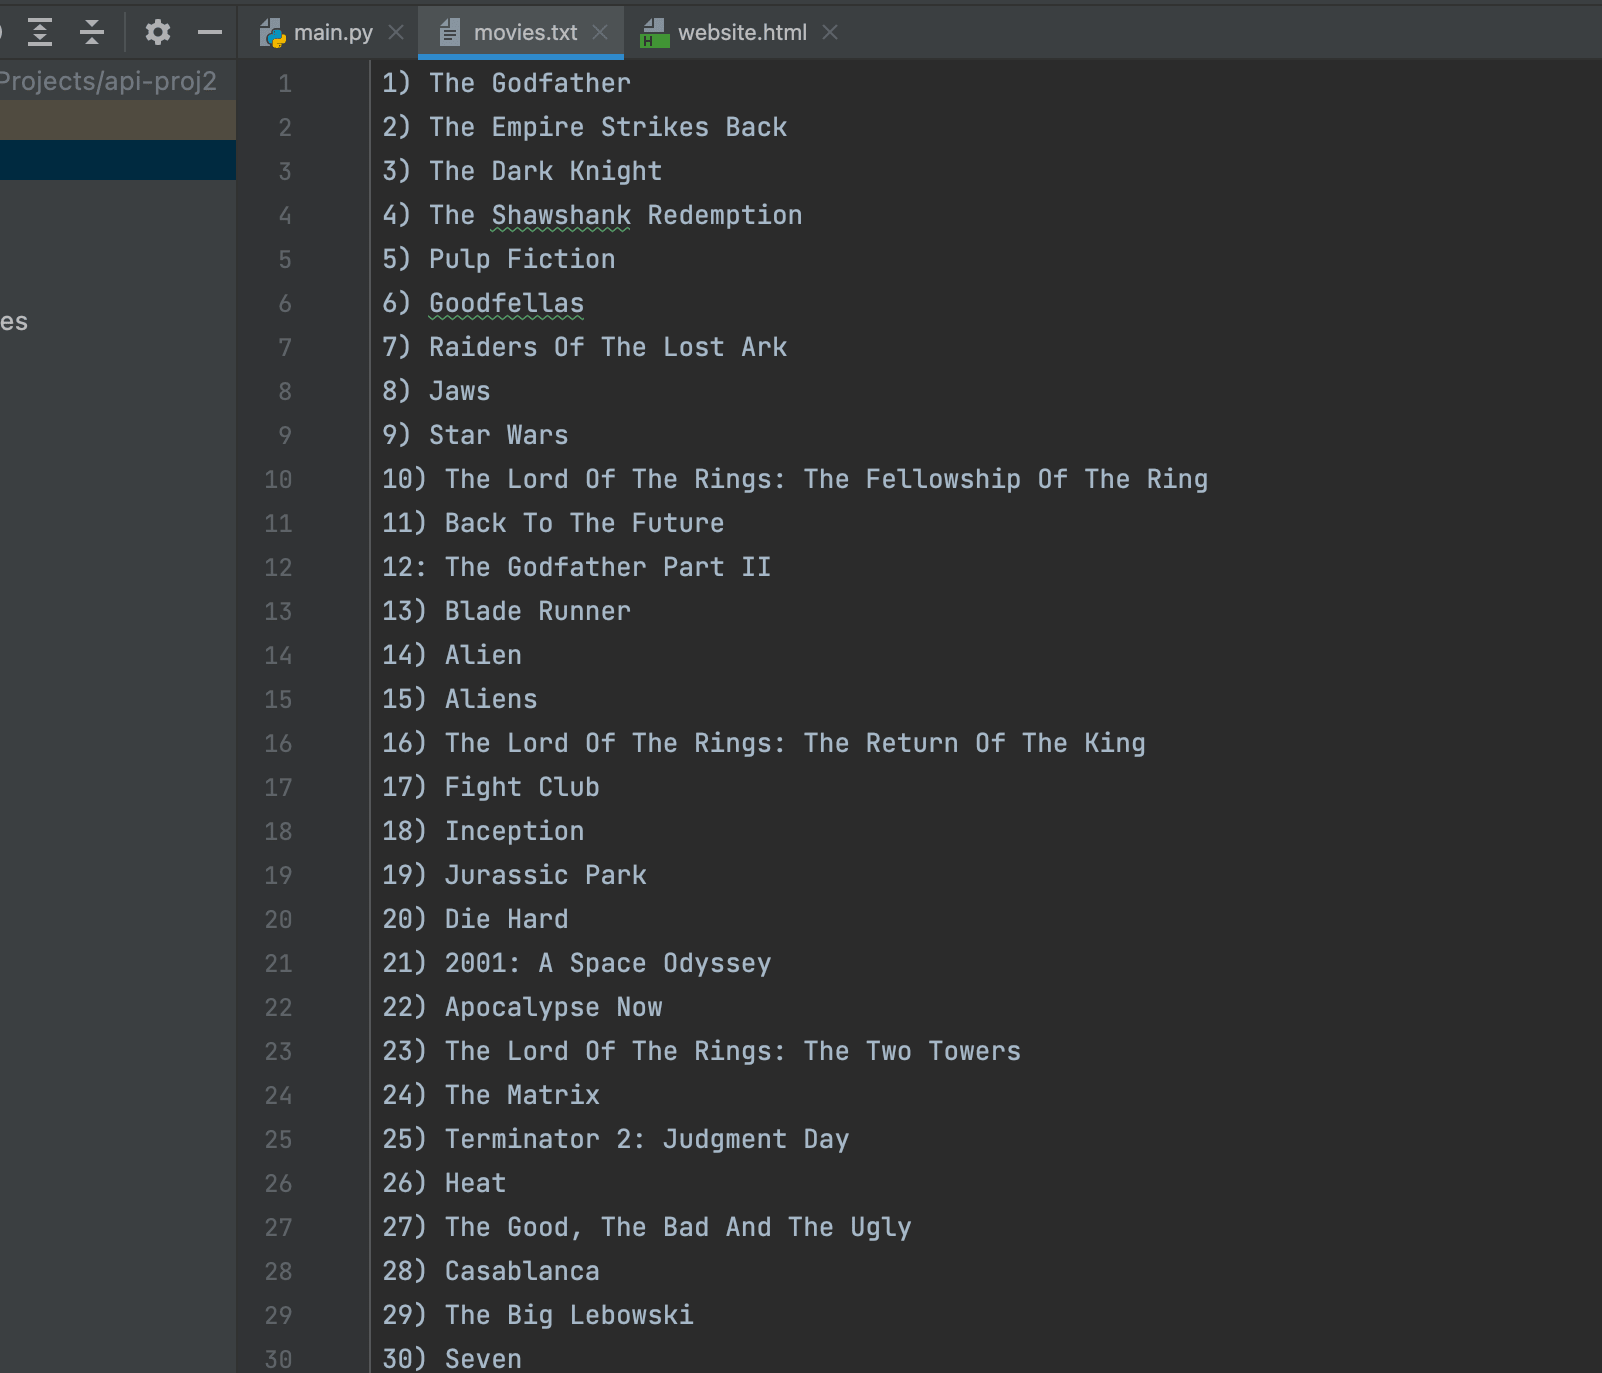 main.py movies.txt website.html
Projects/api-proj2
es
1 1) The Godfather
2 2) The Empire Strikes Back
3 3) The Dark Knight
4 4) The Shawshank Redemption
5 5) Pulp Fiction
6 6) Goodfellas
7 7) Raiders Of The Lost Ark
8 8) Jaws
9 9) Star Wars
10 10) The Lord Of The Rings: The Fellowship Of The Ring
11 11) Back To The Future
12 12: The Godfather Part II
13 13) Blade Runner
14 14) Alien
15 15) Aliens
16 16) The Lord Of The Rings: The Return Of The King
17 17) Fight Club
18 18) Inception
19 19) Jurassic Park
20 20) Die Hard
21 21) 2001: A Space Odyssey
22 22) Apocalypse Now
23 23) The Lord Of The Rings: The Two Towers
24 24) The Matrix
25 25) Terminator 2: Judgment Day
26 26) Heat
27 27) The Good, The Bad And The Ugly
28 28) Casablanca
29 29) The Big Lebowski
30 30) Seven